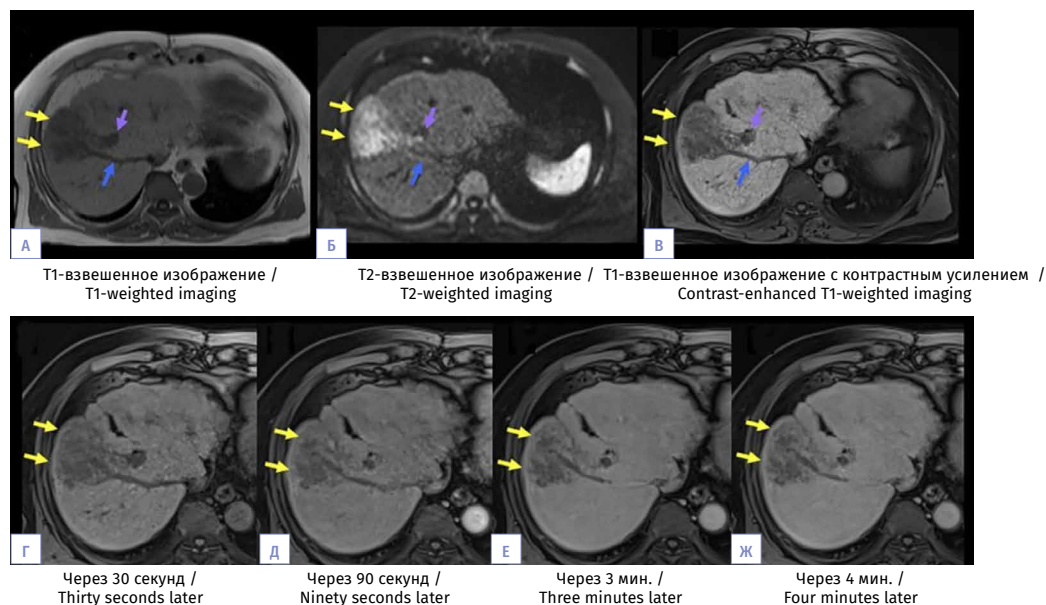 А
Б
В
Т1-взвешенное изображение /
T1-weighted imaging
Т2-взвешенное изображение /
T2-weighted imaging
Т1-взвешенное изображение с контрастным усилением /
Contrast-enhanced T1-weighted imaging
Г
Д
Е
Ж
Через 30 секунд /
Thirty seconds later
Через 90 секунд /
Ninety seconds later
Через 3 мин. /
Three minutes later
Через 4 мин. /
Four minutes later